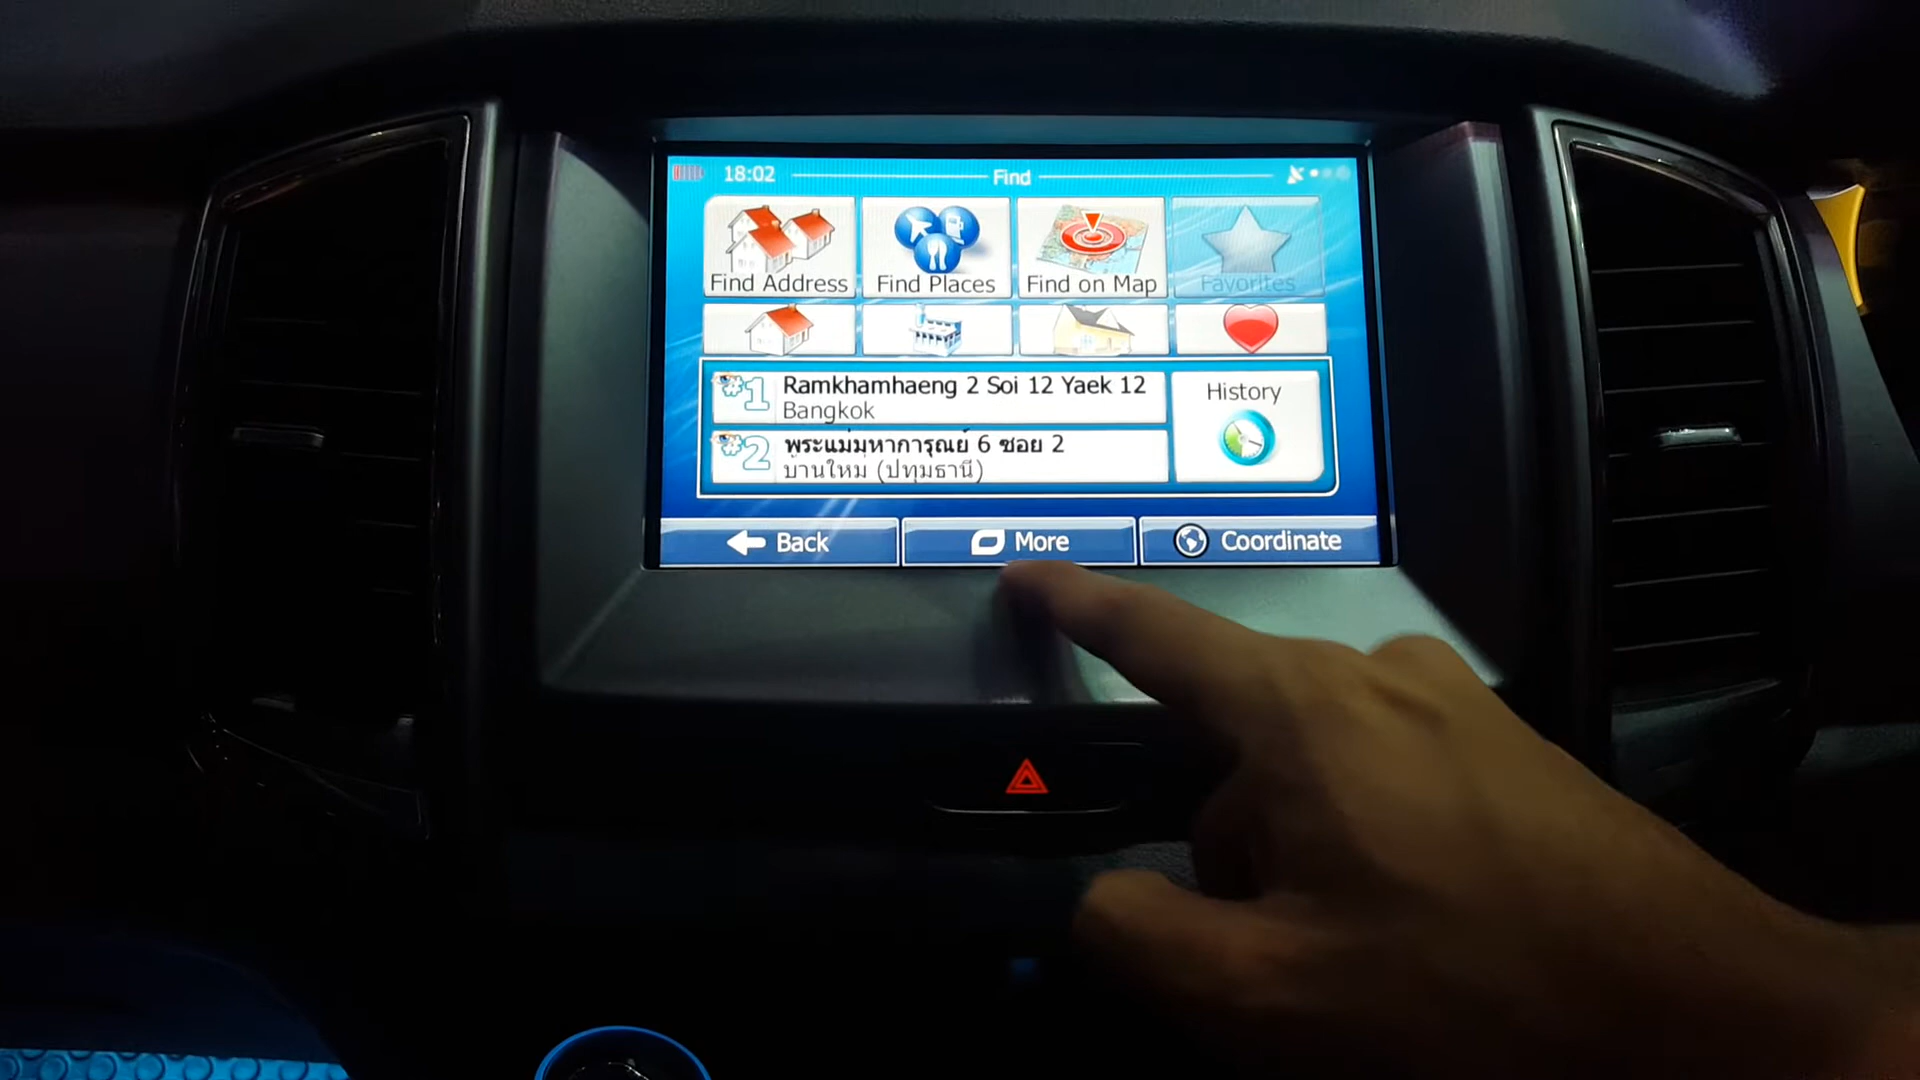 18:02
Find
Find Address
Find Places
Find on Map
Favorites
#1
Ramkhamhaeng 2 Soi 12 Yaek 12
Bangkok
#2
พระแม่มหาการุณย์ 6 ซอย 2
บ้านใหม่ (ปทุมธานี)
History
Back
More
Coordinate